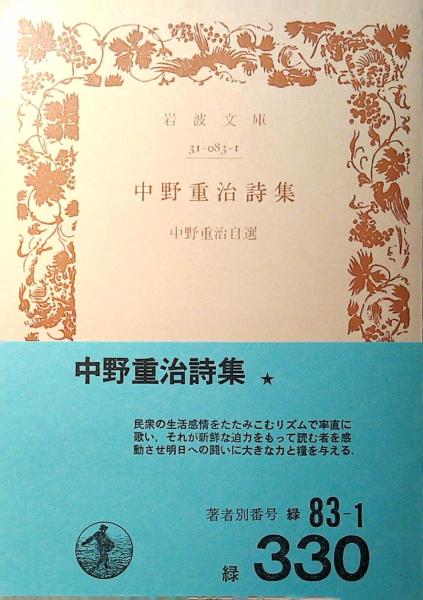 岩波文庫
31-083-1
中野重治詩集
中野重治自選
中野重治詩集 ★
民衆の生活感情をたたみこむリズムで率直に
歌い，それが新鮮な迫力をもって読む者を感
動させ明日への闘いに大きな力と糧を与える．
著者別番号 緑 83-1
緑 330